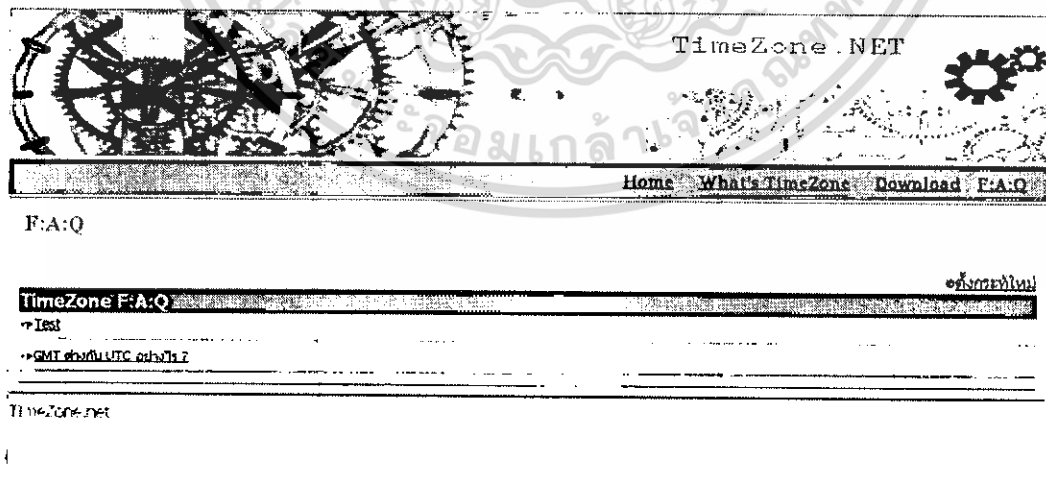 TimeZone.NET
Home What's TimeZone Download F:A:Q
F:A:Q
ตั้งกระทู้ใหม่
TimeZone F:A:Q
Test
GMT ต่างกับ UTC อย่างไร ?
TimeZone.net